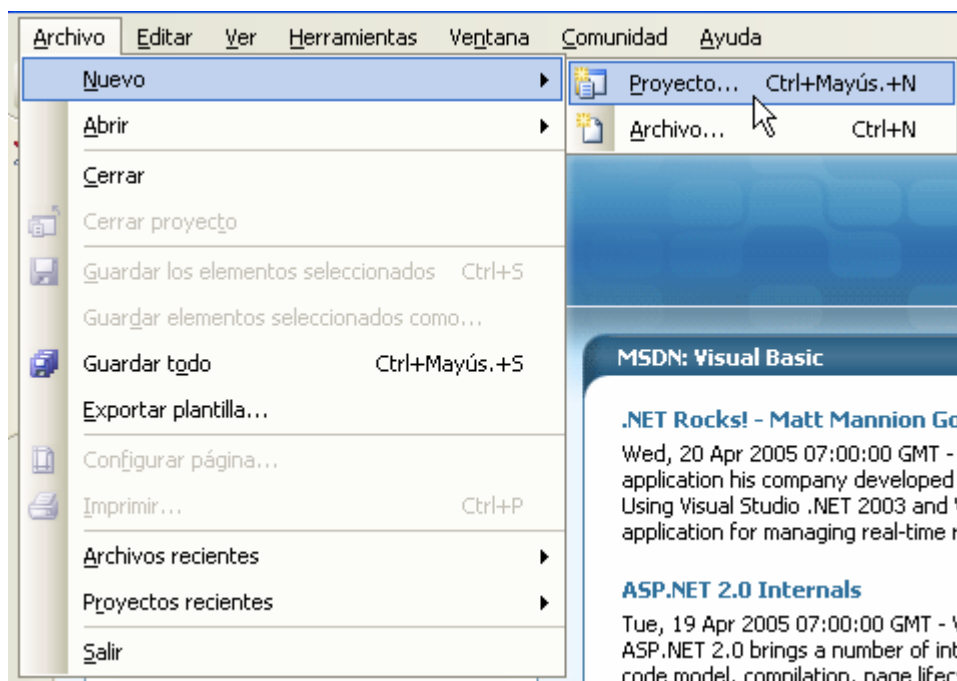 Archivo Editar Ver Herramientas Ventana Comunidad Ayuda
Nuevo
Proyecto... Ctrl+Mayús.+N
Abrir
Archivo... Ctrl+N
Cerrar
Cerrar proyecto
Guardar los elementos seleccionados Ctrl+S
Guardar elementos seleccionados como...
Guardar todo Ctrl+Mayús.+S
Exportar plantilla...
Configurar página...
Imprimir... Ctrl+P
Archivos recientes
Proyectos recientes
Salir
MSDN: Visual Basic
.NET Rocks! - Matt Mannion
Wed, 20 Apr 2005 07:00:00 GMT -
application his company developed
Using Visual Studio .NET 2003 and
application for managing real-time
ASP.NET 2.0 Internals
Tue, 19 Apr 2005 07:00:00 GMT -
ASP.NET 2.0 brings a number of
code model, compilation, page